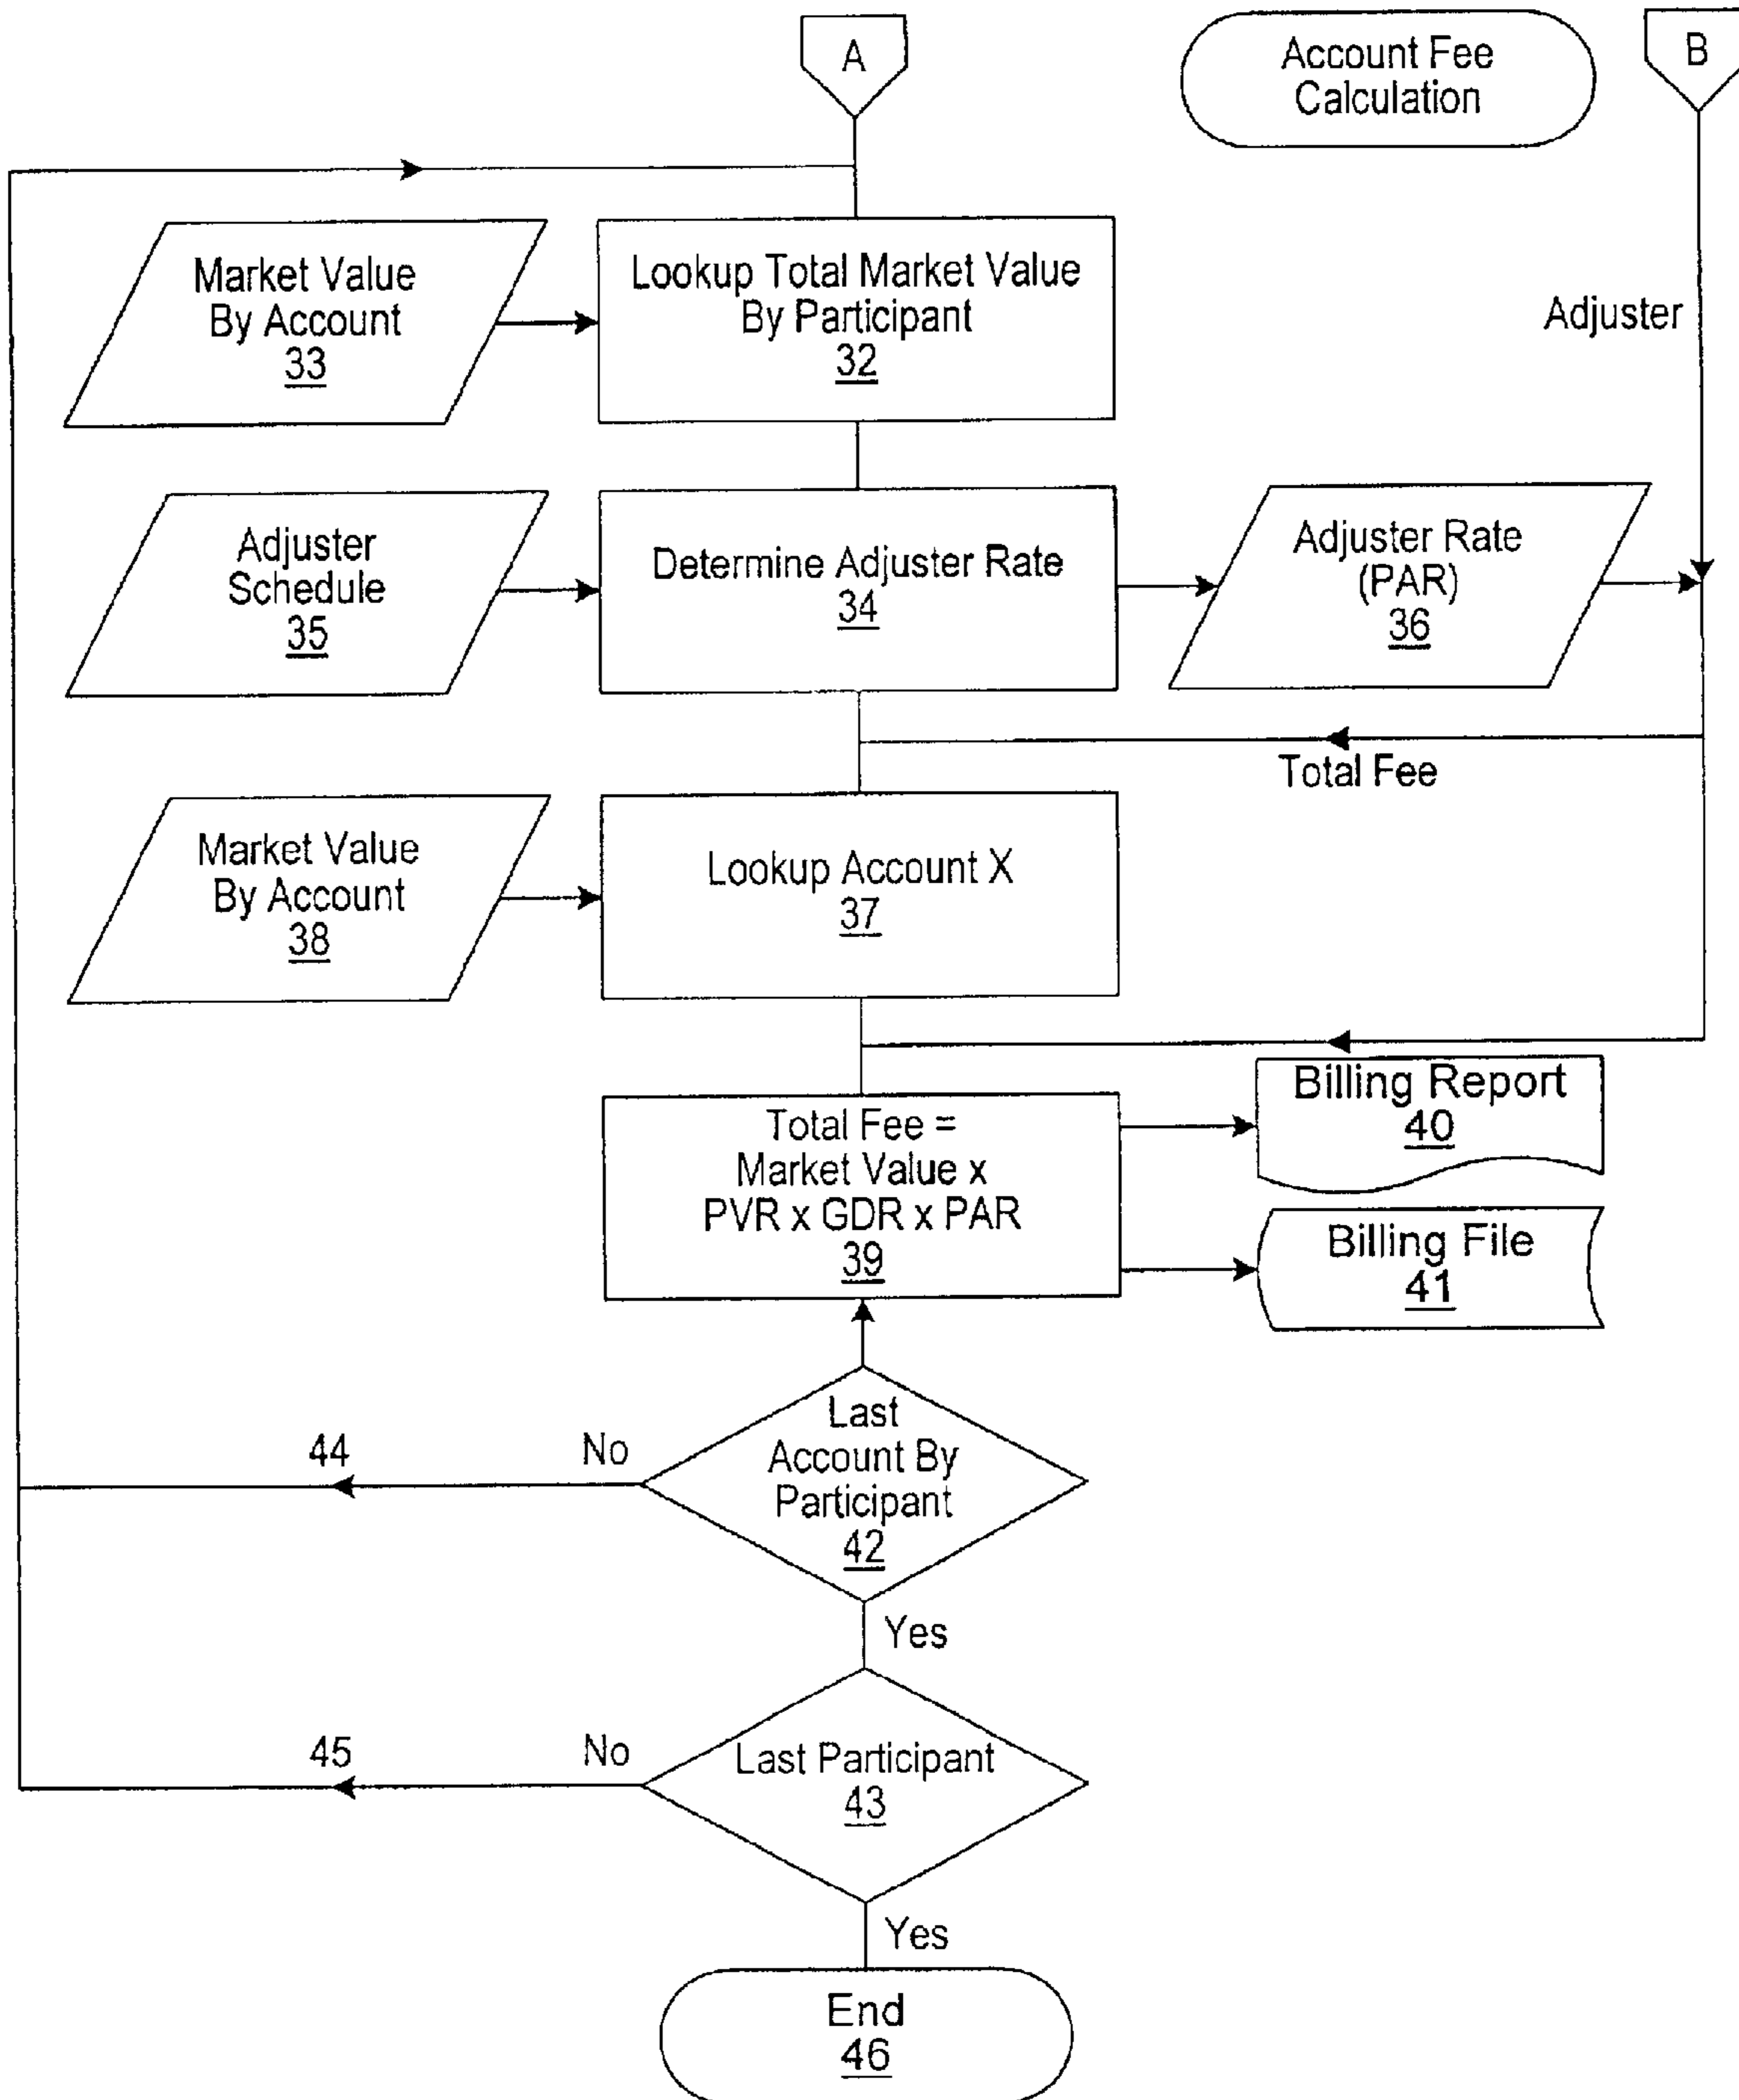 A
Account Fee
Calculation
B
Market Value
By Account
33
Lookup Total Market Value
By Participant
32
Adjuster
Adjuster
Schedule
35
Determine Adjuster Rate
34
Adjuster Rate
(PAR)
36
Total Fee
Market Value
By Account
38
Lookup Account X
37
Total Fee =
Market Value x
PVR x GDR x PAR
39
Billing Report
40
Billing File
41
Last
Account By
Participant
42
44
No
Yes
Last Participant
43
45
No
Yes
End
46